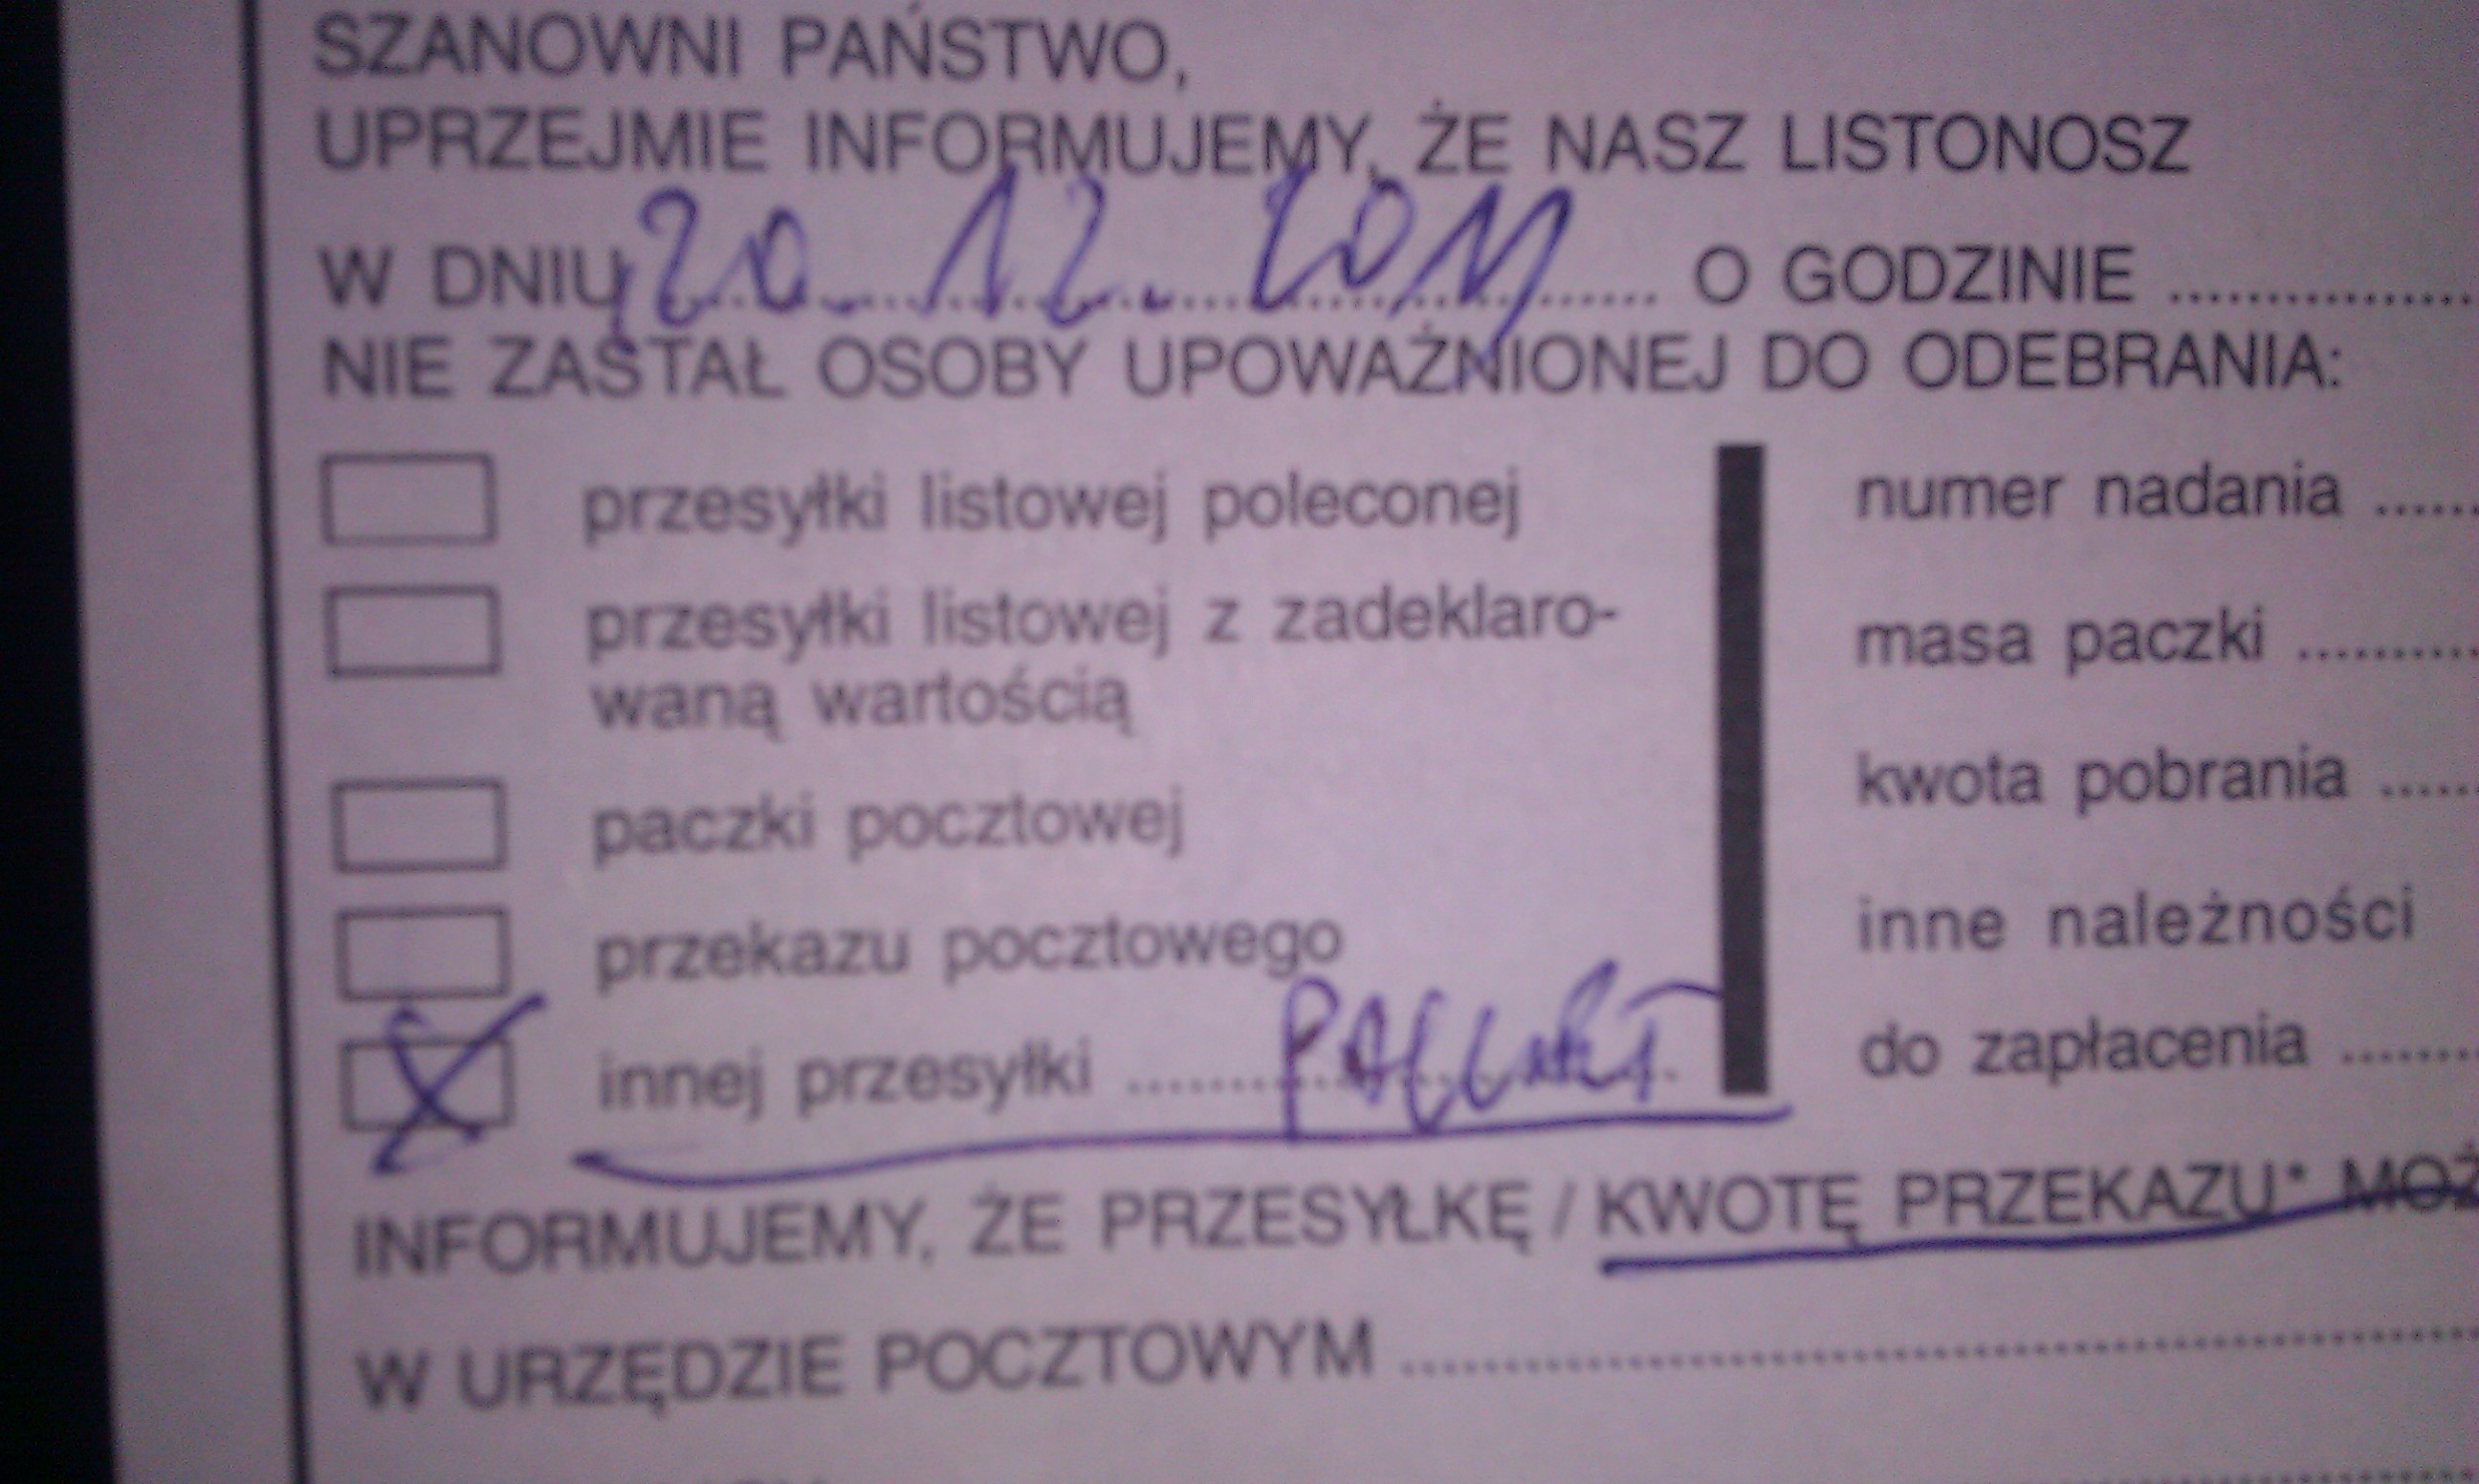 SZANOWNI PAŃSTWO,
UPRZEJMIE INFORMUJEMY, ŻE NASZ LISTONOSZ
W DNIU 20.12.2011 O GODZINIE ................
NIE ZASTAŁ OSOBY UPOWAŻNIONEJ DO ODEBRANIA:
przesyłki listowej poleconej
przesyłki listowej z zadeklaro-
waną wartością
paczki pocztowej
przekazu pocztowego
X innej przesyłki ..........
numer nadania ......
masa paczki ..........
kwota pobrania ......
inne należności
do zapłacenia ........
INFORMUJEMY, ŻE PRZESYŁKĘ / KWOTĘ PRZEKAZU* MOŻ
W URZĘDZIE POCZTOWYM ................